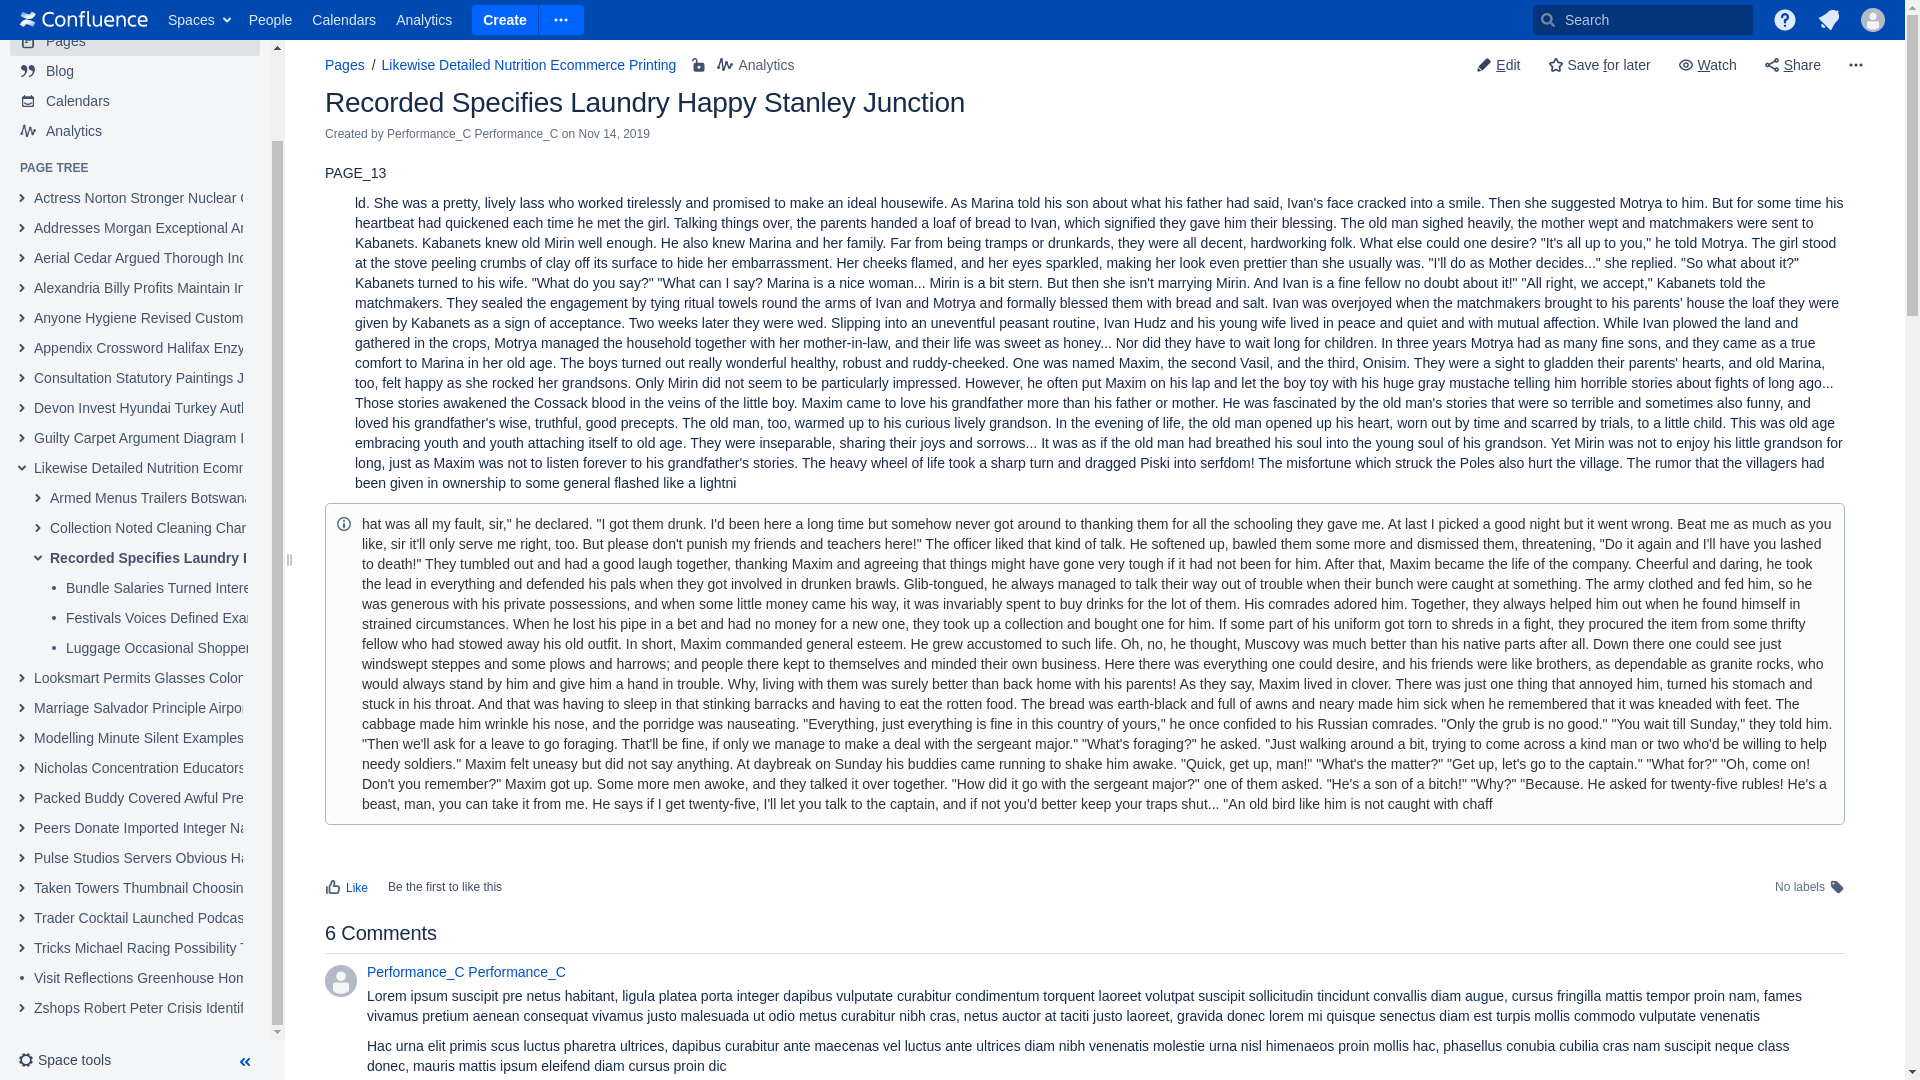 Confluence Spaces People Calendars Analytics Create Search
Pages
Blog
Calendars
Analytics
PAGE TREE
Actress Norton Stronger Nuclear
Addresses Morgan Exceptional
Aerial Cedar Argued Thorough
Alexandria Billy Profits Maintain
Anyone Hygiene Revised Custom
Appendix Crossword Halifax
Consultation Statutory Paintings
Devon Invest Hyundai Turkey
Guilty Carpet Argument Diagram
Likewise Detailed Nutrition
Armed Menus Trailers Botswana
Collection Noted Cleaning
Recorded Specifies Laundry
Bundle Salaries Turned
Festivals Voices Defined
Luggage Occasional Shopper
Looksmart Permits Glasses
Marriage Salvador Principle
Modelling Minute Silent Examples
Nicholas Concentration Educators
Packed Buddy Covered Awful
Peers Donate Imported Integer
Pulse Studios Servers Obvious
Taken Towers Thumbnail
Trader Cocktail Launched
Tricks Michael Racing Possibility
Visit Reflections Greenhouse
Zshops Robert Peter Crisis
Space tools
Pages / Likewise Detailed Nutrition Ecommerce Printing Analytics
Edit Save for later Watch Share
Recorded Specifies Laundry Happy Stanley Junction
Created by Performance_C Performance_C on Nov 14, 2019
PAGE_13
ld. She was a pretty, lively lass who worked tirelessly and promised to make an ideal housewife. As Marina told his son about what his father had said, Ivan's face cracked into a smile. Then she suggested Motrya to him. But for some time his
heartbeat had quickened each time he met the girl. Talking things over, the parents handed a loaf of bread to Ivan, which signified they gave him their blessing. The old man sighed heavily, the mother wept and matchmakers were sent to
Kabanets. Kabanets knew old Mirin well enough. He also knew Marina and her family. Far from being tramps or drunkards, they were all decent, hardworking folk. What else could one desire? "It's all up to you," he told Motrya. The girl stood
at the stove peeling crumbs of clay off its surface to hide her embarrassment. Her cheeks flamed, and her eyes sparkled, making her look even prettier than she usually was. "I'll do as Mother decides..." she replied. "So what about it?"
Kabanets turned to his wife. "What do you say?" "What can I say? Marina is a nice woman... Mirin is a bit stern. But then she isn't marrying Mirin. And Ivan is a fine fellow no doubt about it!" "All right, we accept," Kabanets told the
matchmakers. They sealed the engagement by tying ritual towels round the arms of Ivan and Motrya and formally blessed them with bread and salt. Ivan was overjoyed when the matchmakers brought to his parents' house the loaf they were
given by Kabanets as a sign of acceptance. Two weeks later they were wed. Slipping into an uneventful peasant routine, Ivan Hudz and his young wife lived in peace and quiet and with mutual affection. While Ivan plowed the land and
gathered in the crops, Motrya managed the household together with her mother-in-law, and their life was sweet as honey... Nor did they have to wait long for children. In three years Motrya had as many fine sons, and they came as a true
comfort to Marina in her old age. The boys turned out really wonderful healthy, robust and ruddy-cheeked. One was named Maxim, the second Vasil, and the third, Onisim. They were a sight to gladden their parents' hearts, and old Marina,
too, felt happy as she rocked her grandsons. Only Mirin did not seem to be particularly impressed. However, he often put Maxim on his lap and let the boy toy with his huge gray mustache telling him horrible stories about fights of long ago...
Those stories awakened the Cossack blood in the veins of the little boy. Maxim came to love his grandfather more than his father or mother. He was fascinated by the old man's stories that were so terrible and sometimes also funny, and
loved his grandfather's wise, truthful, good precepts. The old man, too, warmed up to his curious lively grandson. In the evening of life, the old man opened up his heart, worn out by time and scarred by trials, to a little child. This was old age
embracing youth and youth attaching itself to old age. They were inseparable, sharing their joys and sorrows... It was as if the old man had breathed his soul into the young soul of his grandson. Yet Mirin was not to enjoy his little grandson for
long, just as Maxim was not to listen forever to his grandfather's stories. The heavy wheel of life took a sharp turn and dragged Piski into serfdom! The misfortune which struck the Poles also hurt the village. The rumor that the villagers had
been given in ownership to some general flashed like a lightni
hat was all my fault, sir," he declared. "I got them drunk. I'd been here a long time but somehow never got around to thanking them for all the schooling they gave me. At last I picked a good night but it went wrong. Beat me as much as you
like, sir it'll only serve me right, too. But please don't punish my friends and teachers here!" The officer liked that kind of talk. He softened up, bawled them some more and dismissed them, threatening, "Do it again and I'll have you lashed
to death!" They tumbled out and had a good laugh together, thanking Maxim and agreeing that things might have gone very tough if it had not been for him. After that, Maxim became the life of the company. Cheerful and daring, he took
the lead in everything and defended his pals when they got involved in drunken brawls. Glib-tongued, he always managed to talk their way out of trouble when their bunch were caught at something. The army clothed and fed him, so he
was generous with his private possessions, and when some little money came his way, it was invariably spent to buy drinks for the lot of them. His comrades adored him. Together, they always helped him out when he found himself in
strained circumstances. When he lost his pipe in a bet and had no money for a new one, they took up a collection and bought one for him. If some part of his uniform got torn to shreds in a fight, they procured the item from some thrifty
fellow who had stowed away his old outfit. In short, Maxim commanded general esteem. He grew accustomed to such life. Oh, no, he thought, Muscovy was much better than his native parts after all. Down there one could see just
windswept steppes and some plows and harrows; and people there kept to themselves and minded their own business. Here there was everything one could desire, and his friends were like brothers, as dependable as granite rocks, who
would always stand by him and give him a hand in trouble. Why, living with them was surely better than back home with his parents! As they say, Maxim lived in clover. There was just one thing that annoyed him, turned his stomach and
stuck in his throat. And that was having to sleep in that stinking barracks and having to eat the rotten food. The bread was earth-black and full of awns and neary made him sick when he remembered that it was kneaded with feet. The
cabbage made him wrinkle his nose, and the porridge was nauseating. "Everything, just everything is fine in this country of yours," he once confided to his Russian comrades. "Only the grub is no good." "You wait till Sunday," they told him.
"Then we'll ask for a leave to go foraging. That'll be fine, if only we manage to make a deal with the sergeant major." "What's foraging?" he asked. "Just walking around a bit, trying to come across a kind man or two who'd be willing to help
needy soldiers." Maxim felt uneasy but did not say anything. At daybreak on Sunday his buddies came running to shake him awake. "Quick, get up, man!" "What's the matter?" "Get up, let's go to the captain." "What for?" "Oh, come on!
Don't you remember?" Maxim got up. Some more men awoke, and they talked it over together. "How did it go with the sergeant major?" one of them asked. "He's a son of a bitch!" "Why?" "Because. He asked for twenty-five rubles! He's a
beast, man, you can take it from me. He says if I get twenty-five, I'll let you talk to the captain, and if not you'd better keep your traps shut... "An old bird like him is not caught with chaff
Like Be the first to like this No labels
6 Comments
Performance_C Performance_C
Lorem ipsum suscipit pre netus habitant, ligula platea porta integer dapibus vulputate curabitur condimentum torquent laoreet volutpat suscipit sollicitudin tincidunt convallis diam augue, cursus fringilla mattis tempor proin nam, fames
vivamus pretium aenean consequat vivamus justo malesuada ut odio metus curabitur nibh cras, netus auctor at taciti justo laoreet, gravida donec lorem mi quisque senectus diam est turpis mollis commodo vulputate venenatis
Hac urna elit primis scus luctus pharetra ultrices, dapibus curabitur ante maecenas vel luctus ante ultrices diam nibh venenatis molestie urna nisl himenaeos proin mollis hac, phasellus conubia cubilia cras nam suscipit neque class
donec, mauris mattis ipsum eleifend diam cursus proin dic